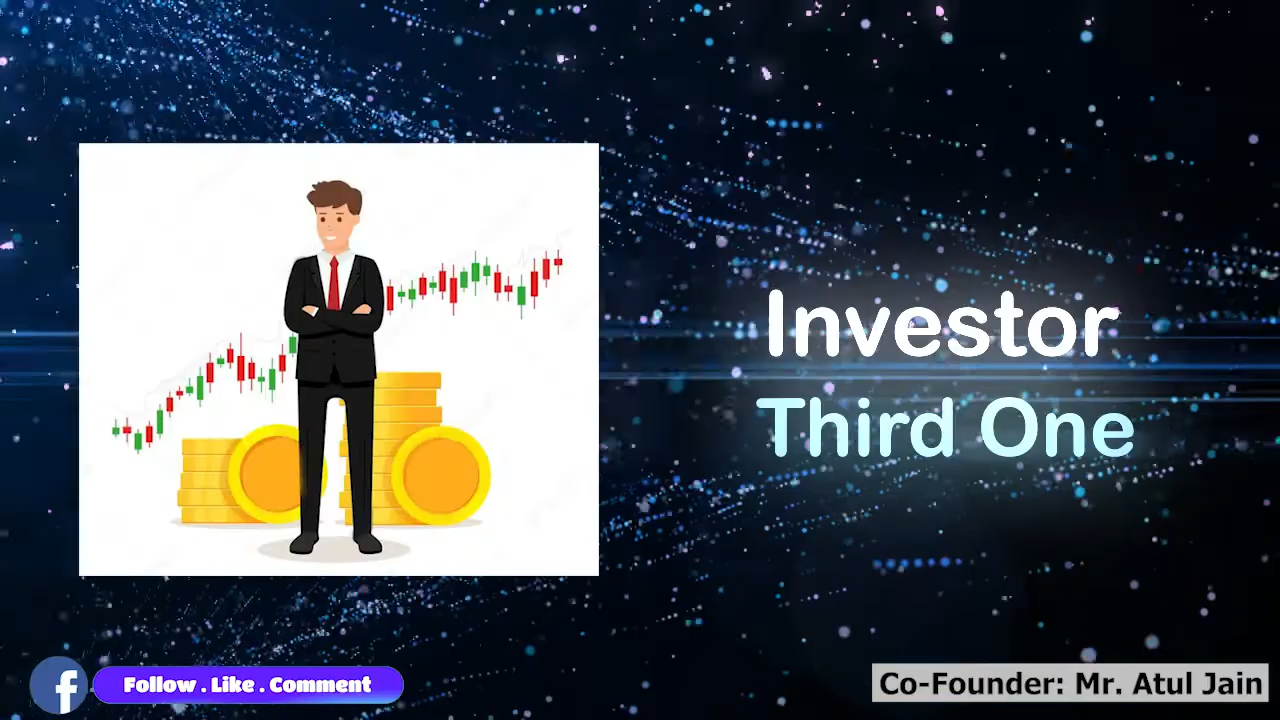 Investor
Third One
Follow . Like . Comment
Co-Founder: Mr. Atul Jain